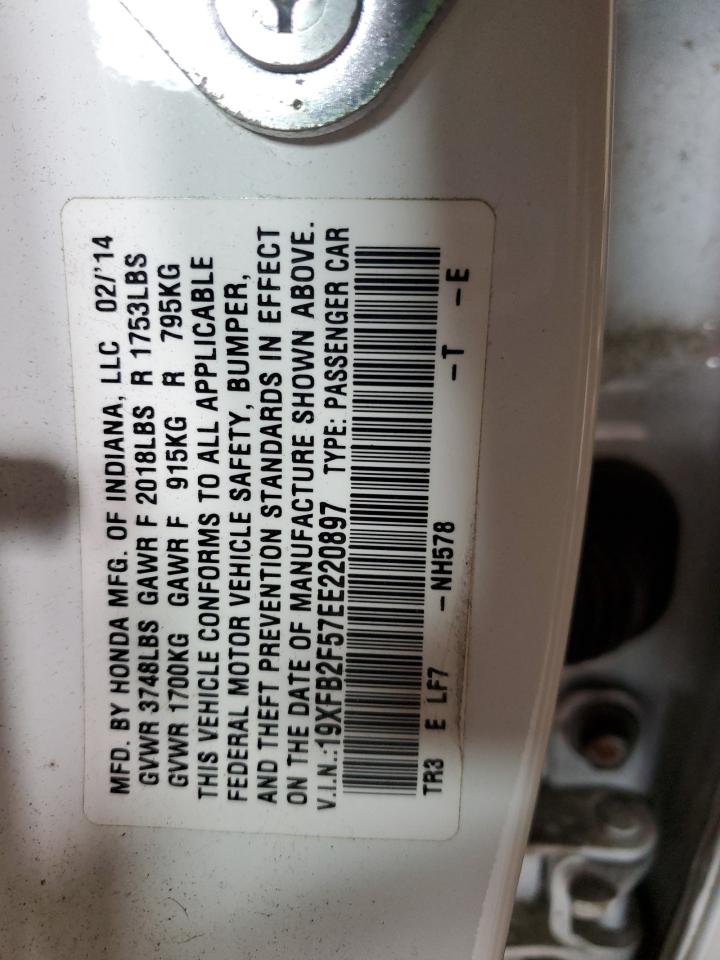 MFD. BY HONDA MFG. OF INDIANA, LLC 02/'14
GVWR 3748LBS GAWR F 2018LBS R 1753LBS
GVWR 1700KG GAWR F 915KG R 795KG
THIS VEHICLE CONFORMS TO ALL APPLICABLE
FEDERAL MOTOR VEHICLE SAFETY, BUMPER,
AND THEFT PREVENTION STANDARDS IN EFFECT
ON THE DATE OF MANUFACTURE SHOWN ABOVE.
V.I.N.:19XFB2F57EE220897 TYPE: PASSENGER CAR
TR3 E LF7 -NH578 -T -E